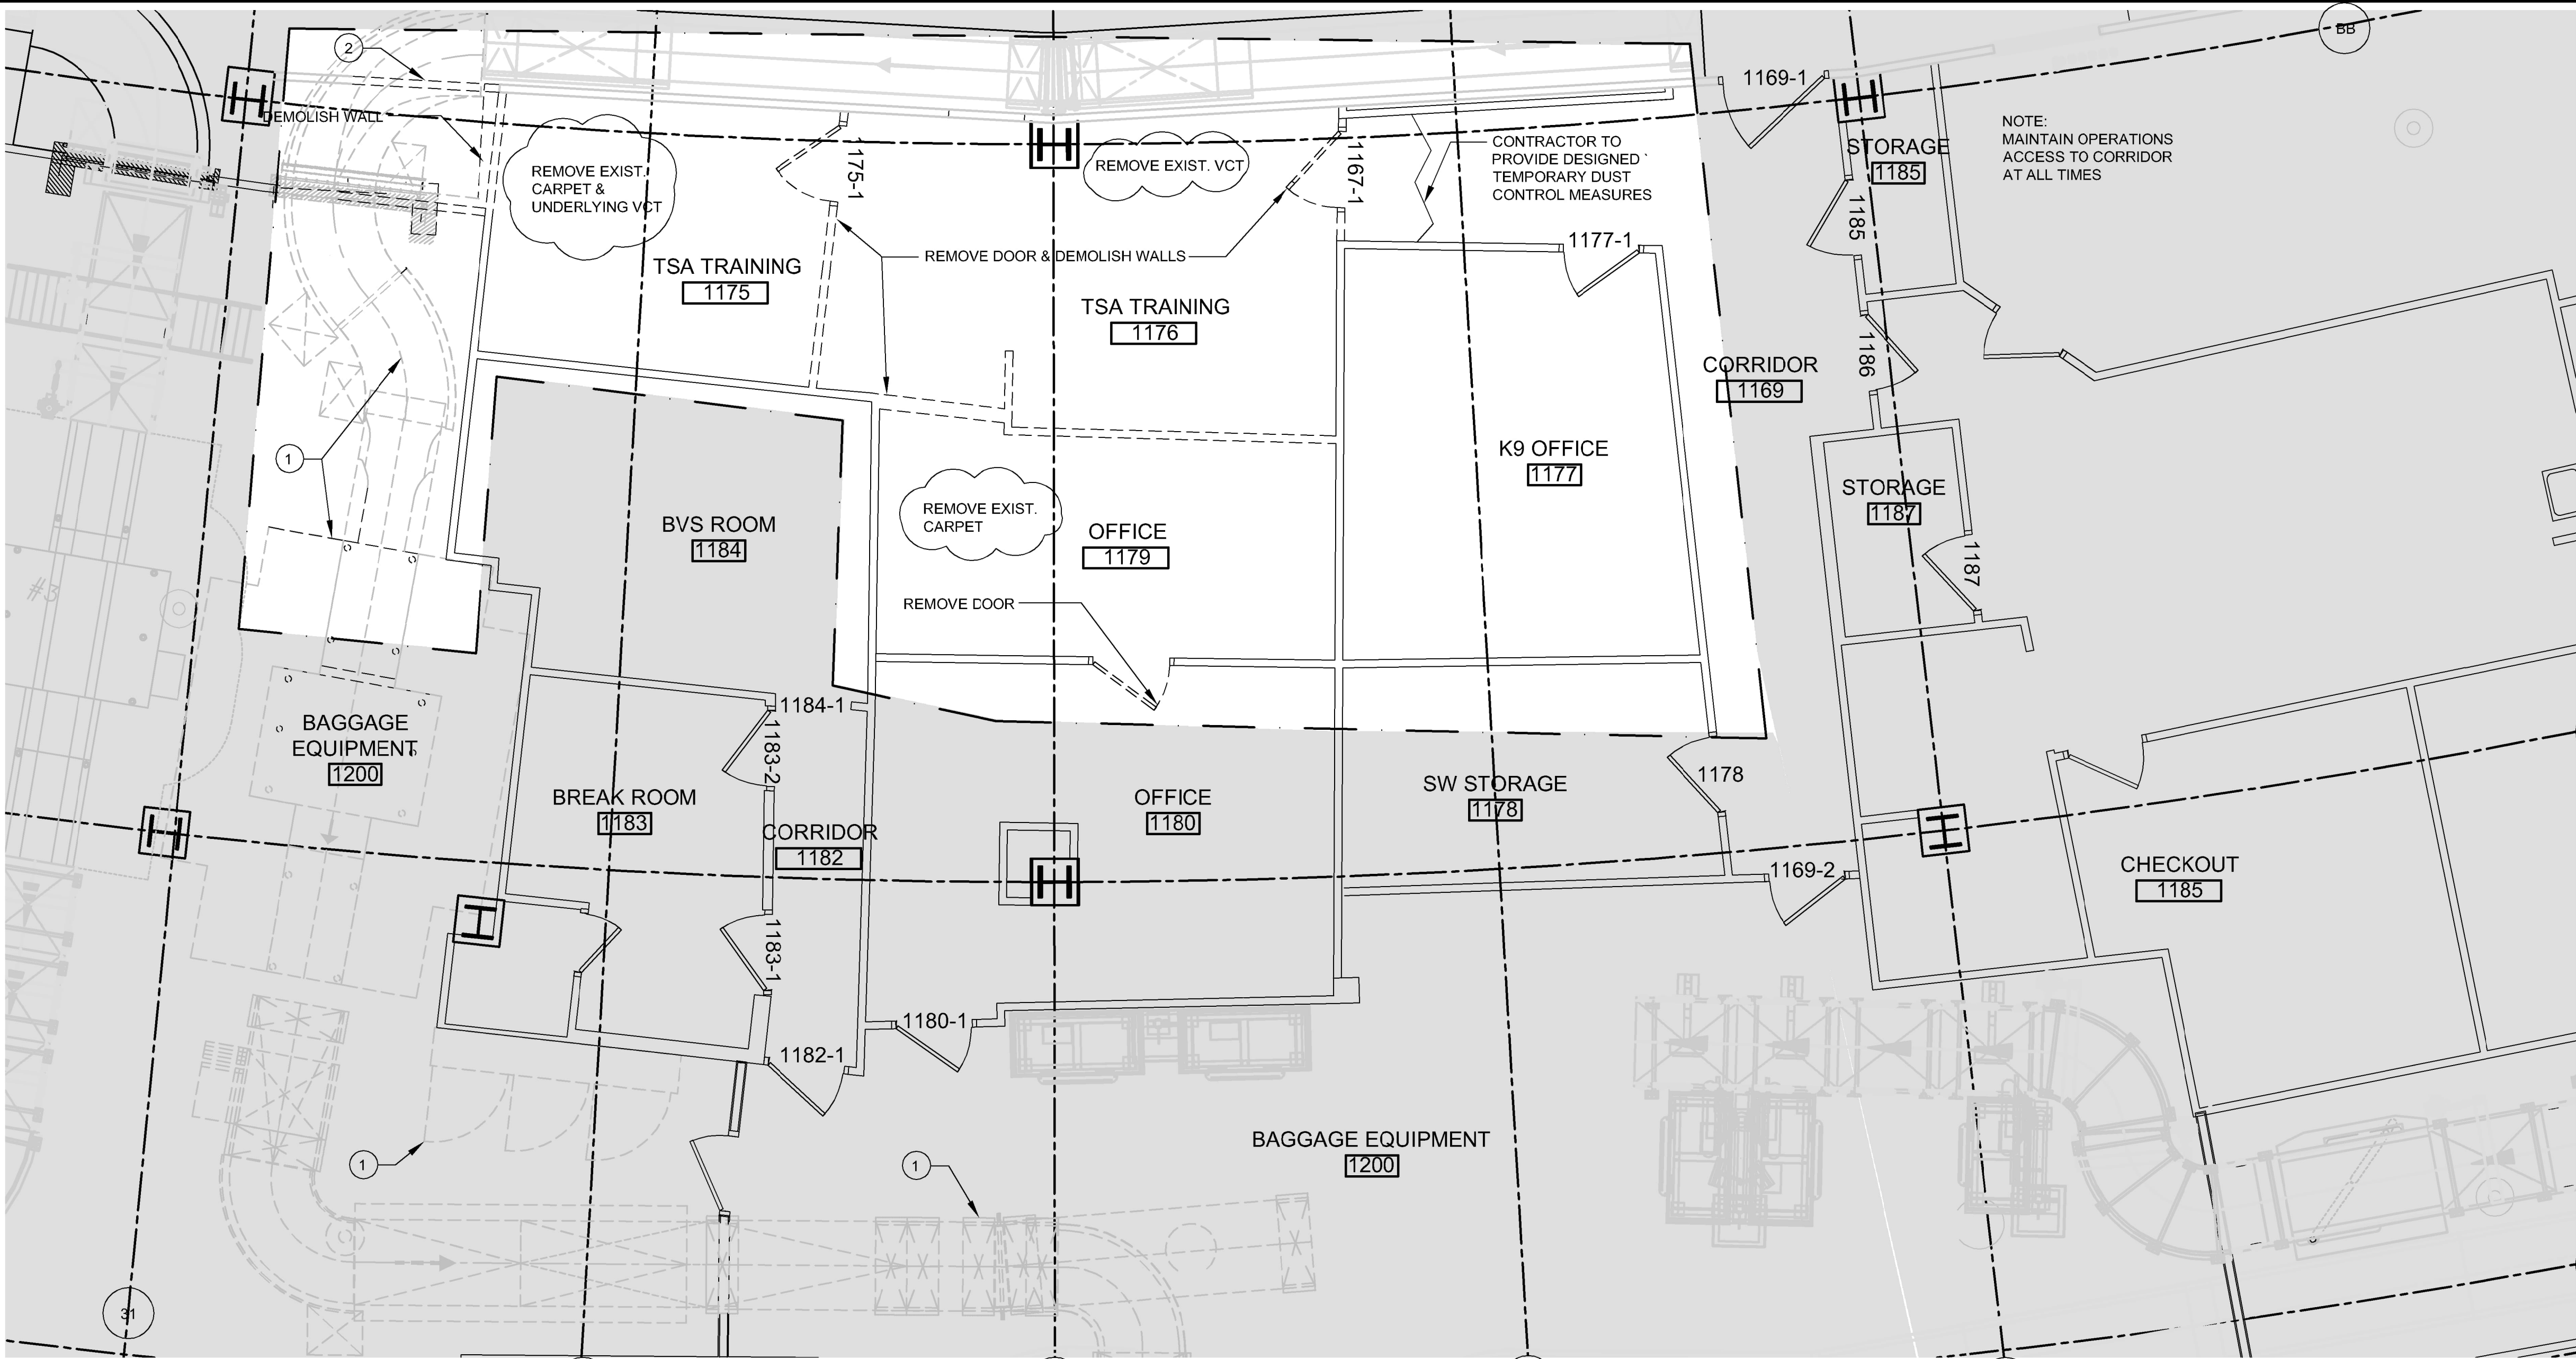 BB
2
1169-1
DEMOLISH WALL
REMOVE EXIST.
CARPET &
UNDERLYING VCT
1175-1
REMOVE EXIST. VCT
1167-1
CONTRACTOR TO
PROVIDE DESIGNED `
TEMPORARY DUST
CONTROL MEASURES
STORAGE
1185
NOTE:
MAINTAIN OPERATIONS
ACCESS TO CORRIDOR
AT ALL TIMES
1185
REMOVE DOOR & DEMOLISH WALLS
1177-1
TSA TRAINING
1175
TSA TRAINING
1176
1186
CORRIDOR
1169
1
K9 OFFICE
1177
STORAGE
1187
1187
REMOVE EXIST.
CARPET
BVS ROOM
1184
OFFICE
1179
#3
REMOVE DOOR
1184-1
BAGGAGE
EQUIPMENT
1200
1183-2
1178
BREAK ROOM
1183
CORRIDOR
1182
OFFICE
1180
SW STORAGE
1178
1169-2
CHECKOUT
1185
1183-1
1180-1
1182-1
1
1
BAGGAGE EQUIPMENT
1200
31